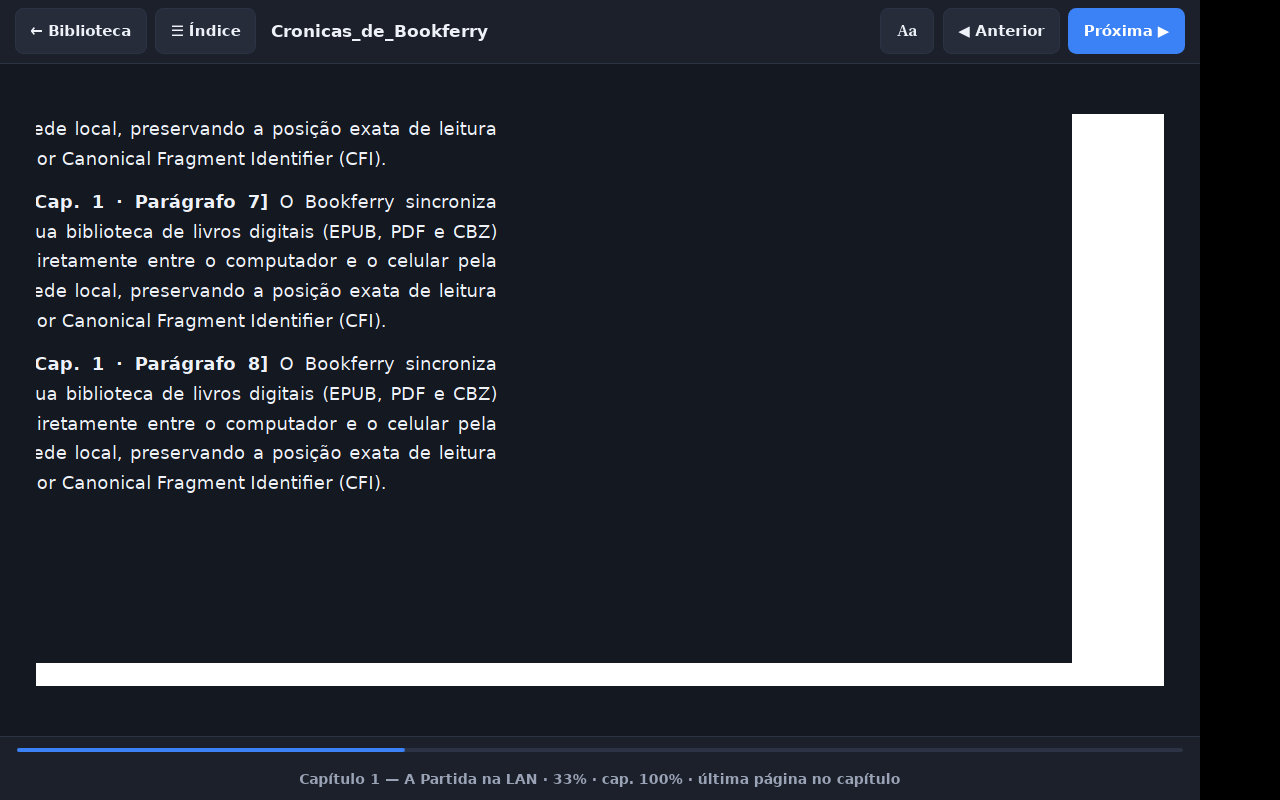 ← Biblioteca
☰ Índice
Cronicas_de_Bookferry
Aa
◀ Anterior
Próxima ▶
ede local, preservando a posição exata de leitura
or Canonical Fragment Identifier (CFI).
Cap. 1 · Parágrafo 7] O Bookferry sincroniza
ua biblioteca de livros digitais (EPUB, PDF e CBZ)
iretamente entre o computador e o celular pela
ede local, preservando a posição exata de leitura
or Canonical Fragment Identifier (CFI).
Cap. 1 · Parágrafo 8] O Bookferry sincroniza
ua biblioteca de livros digitais (EPUB, PDF e CBZ)
iretamente entre o computador e o celular pela
ede local, preservando a posição exata de leitura
or Canonical Fragment Identifier (CFI).
Capítulo 1 — A Partida na LAN · 33% · cap. 100% · última página no capítulo